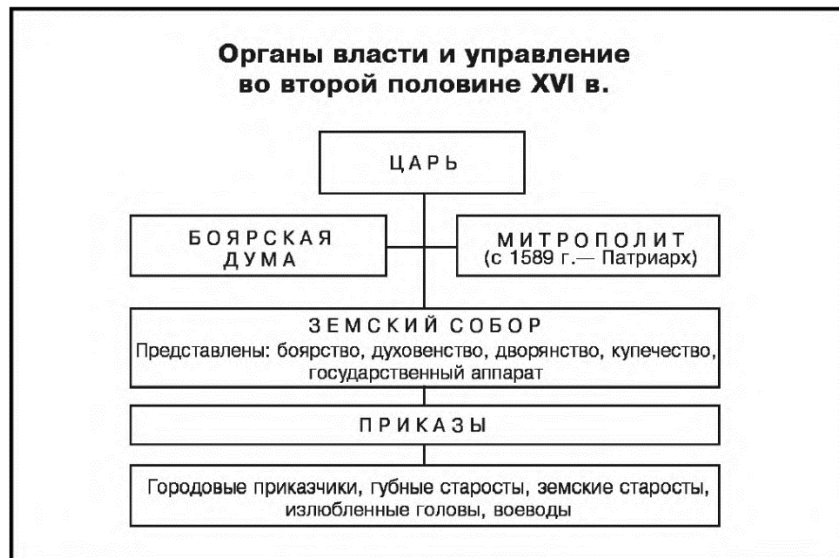 Органы власти и управление
во второй половине XVI в.
ЦАРЬ
БОЯРСКАЯ
ДУМА
МИТРОПОЛИТ
(с 1589 г.— Патриарх)
ЗЕМСКИЙ СОБОР
Представлены: боярство, духовенство, дворянство, купечество,
государственный аппарат
ПРИКАЗЫ
Городовые приказчики, губные старосты, земские старосты,
излюбленные головы, воеводы